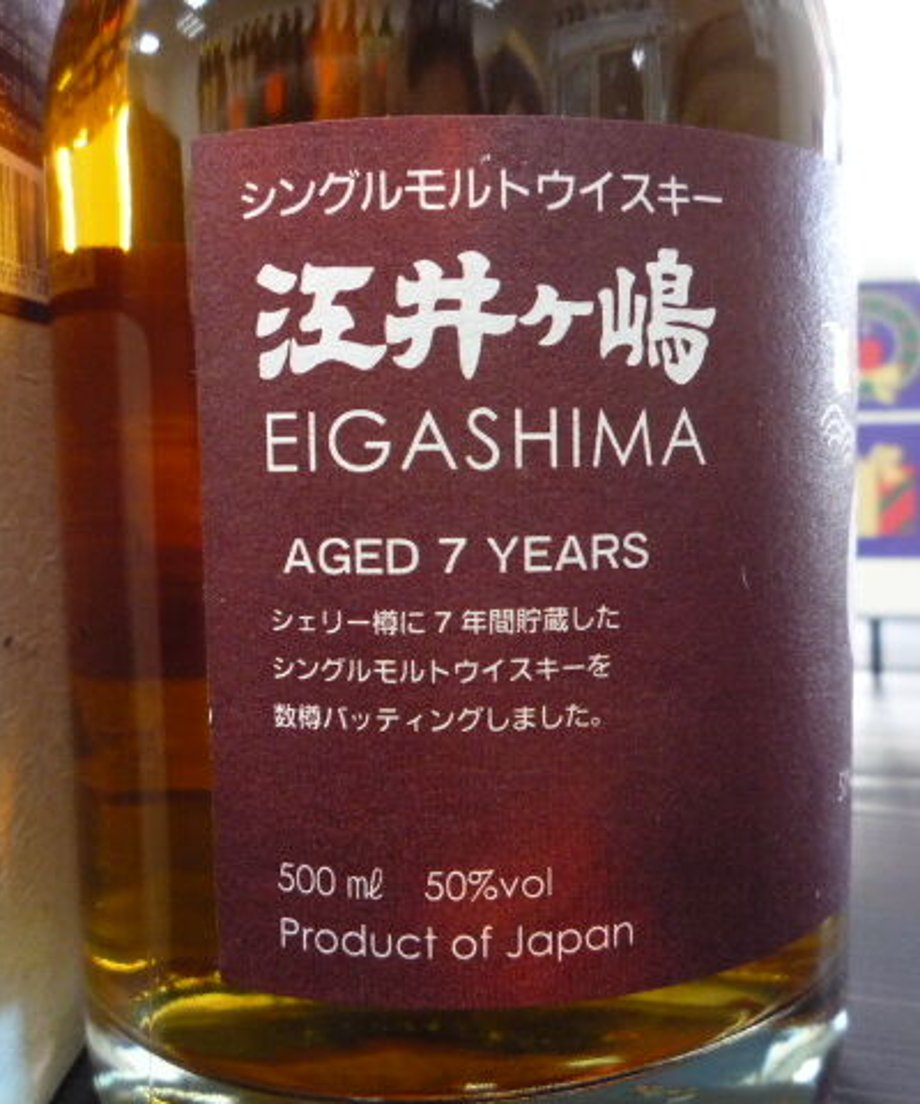 シングルモルトウイスキー
江井ヶ嶋
EIGASHIMA
AGED 7 YEARS
シェリー樽に7年間貯蔵した
シングルモルトウイスキーを
数樽バッティングしました。
500 ㎖ 50%vol
Product of Japan